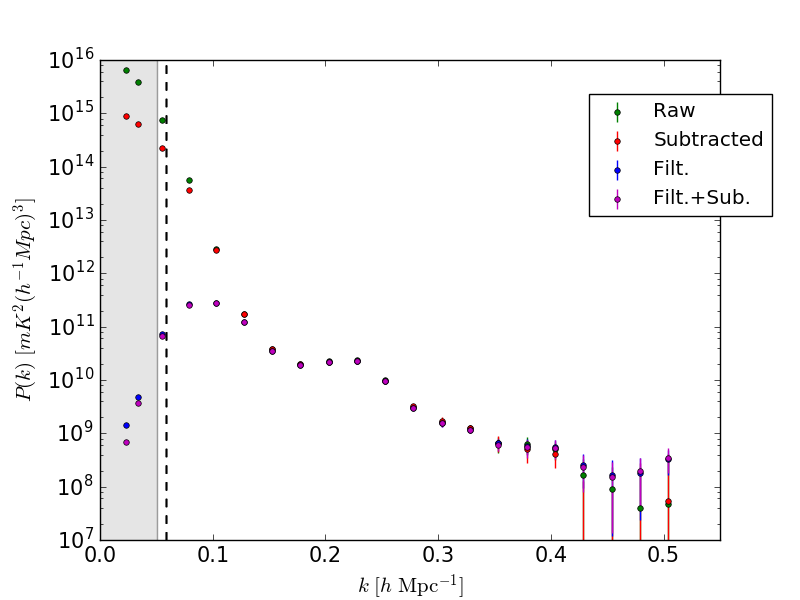 10^16
10^15
10^14
10^13
10^12
10^11
10^10
10^9
10^8
10^7
P(k) [mK^2(h^−1Mpc)^3]
Raw
Subtracted
Filt.
Filt.+Sub.
0.0 0.1 0.2 0.3 0.4 0.5
k [h Mpc^−1]